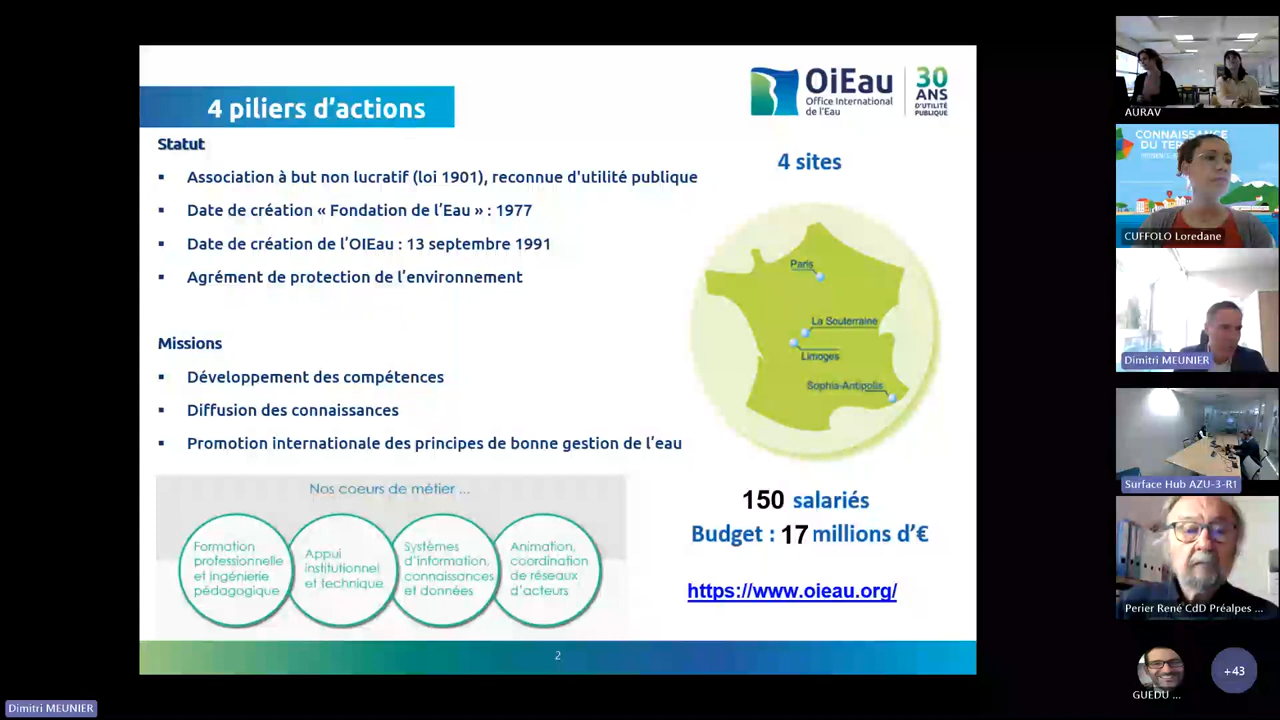 4 piliers d'actions
OiEau
Office International
de l'Eau
30
ANS
D'UTILITÉ
PUBLIQUE
Statut
▪ Association à but non lucratif (loi 1901), reconnue d'utilité publique
▪ Date de création « Fondation de l'Eau » : 1977
▪ Date de création de l'OIEau : 13 septembre 1991
▪ Agrément de protection de l'environnement
Missions
▪ Développement des compétences
▪ Diffusion des connaissances
▪ Promotion internationale des principes de bonne gestion de l'eau
Nos coeurs de métier ...
Formation
professionnelle
et ingénierie
pédagogique
Appui
institutionnel
et technique
Systèmes
d'information,
connaissances
et données
Animation,
coordination
de réseaux
d'acteurs
4 sites
Paris
La Souterraine
Limoges
Sophia-Antipolis
150 salariés
Budget : 17 millions d'€
https://www.oieau.org/
2
AURAV
CONNAISSANCE
CUFFOLO Loredane
Dimitri MEUNIER
Surface Hub AZU-3-R1
Perier René CdD Préalpes ...
GUEDU ...
+43
Dimitri MEUNIER